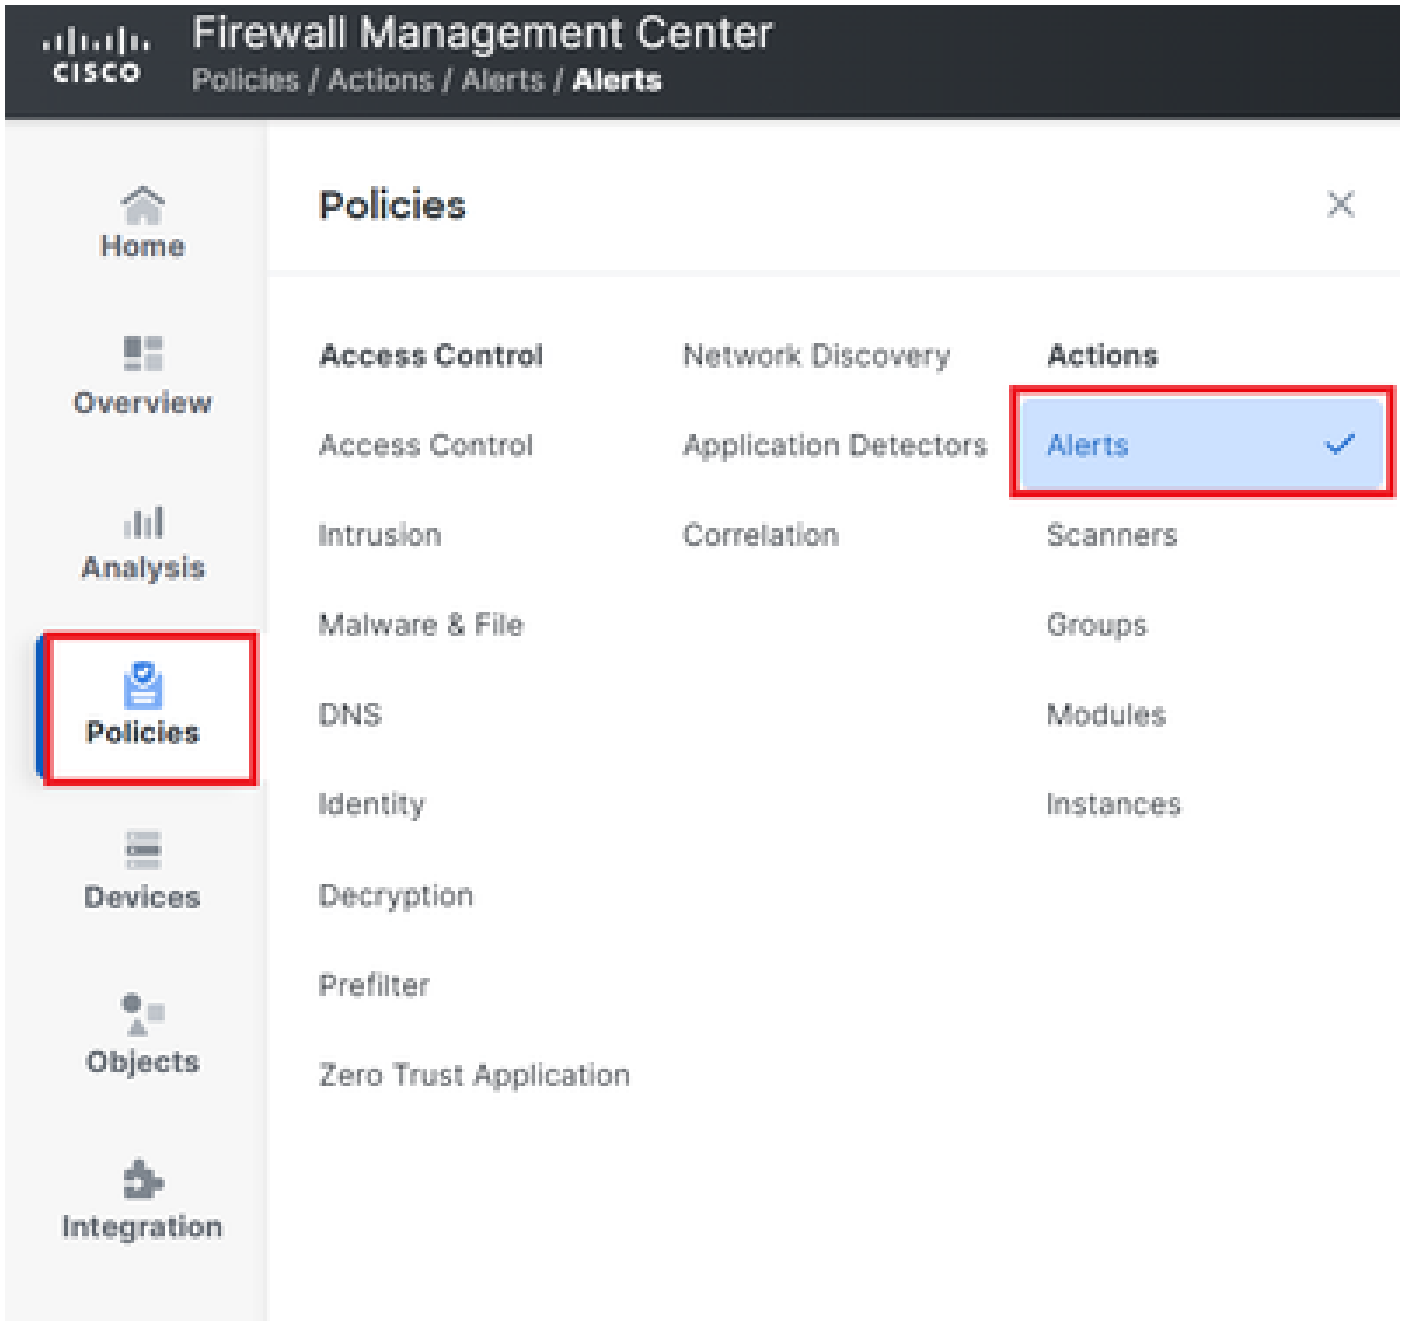 Firewall Management Center
CISCO
Policies / Actions / Alerts / Alerts
Home
Overview
Analysis
Policies
Devices
Objects
Integration
Policies
Access Control
Access Control
Intrusion
Malware & File
DNS
Identity
Decryption
Prefilter
Zero Trust Application
Network Discovery
Application Detectors
Correlation
Actions
Alerts
Scanners
Groups
Modules
Instances